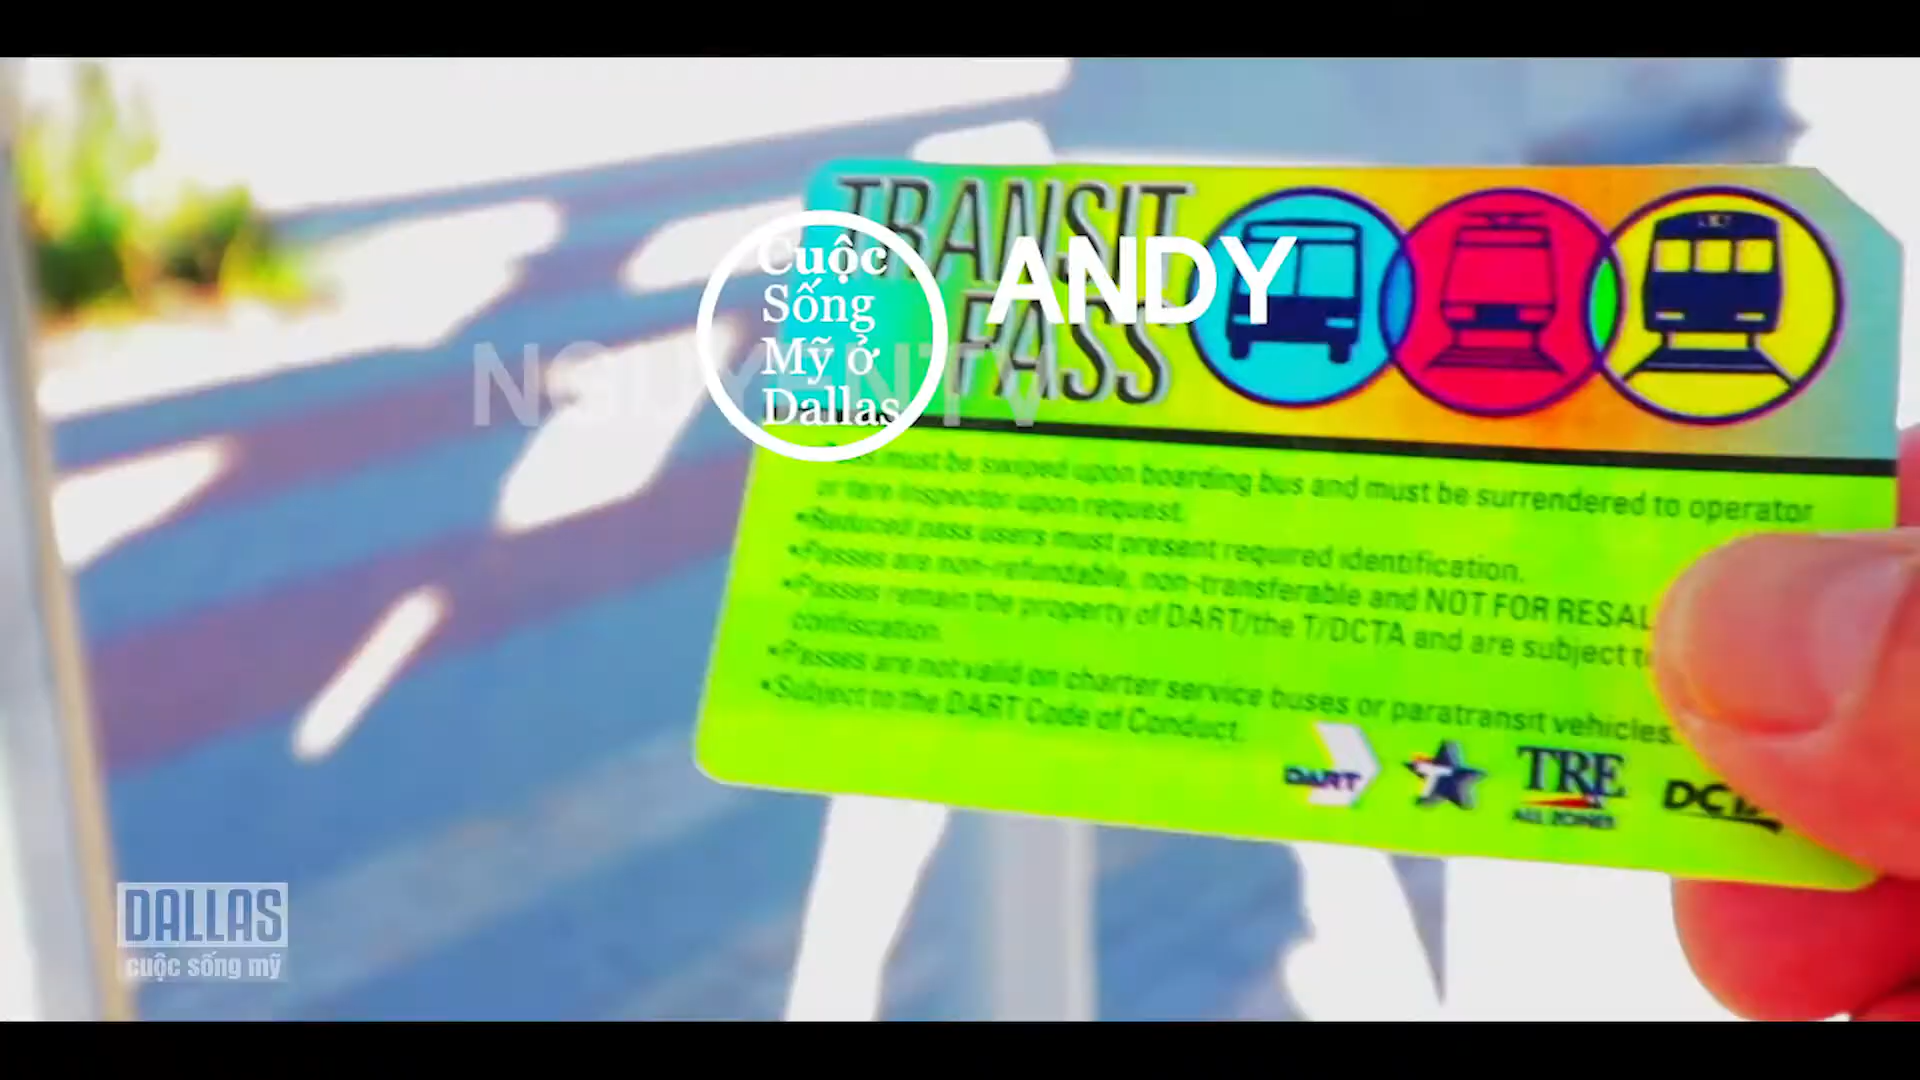 TRANSIT
PASS
Cuộc
Sống
Mỹ ở
Dallas
ANDY
NGUYENTV
must be swiped upon boarding bus and must be surrendered to operator
or fare inspector upon request.
•Reduced pass users must present required identification.
•Passes are non-refundable, non-transferable and NOT FOR RESAL
•Passes remain the property of DART/the T/DCTA and are subject to
confiscation.
•Passes are not valid on charter service buses or paratransit vehicles.
•Subject to the DART Code of Conduct.
DART
T
TRE
ALL ZONES
DCTA
DALLAS
cuộc sống mỹ